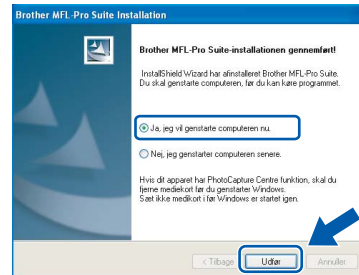 Brother MFL-Pro Suite Installation
Brother MFL-Pro Suite-installationen gennemført!
InstallShield Wizard har afinstalleret Brother MFL-Pro Suite.
Du skal genstarte computeren, før du kan køre programmet.
Ja, jeg vil genstarte computeren nu.
Nej, jeg genstarter computeren senere.
Hvis dit apparat har PhotoCapture Centre funktion, skal du
fjerne mediekort før du genstarter Windows.
Sæt ikke medikort i før Windows er startet igen.
< Tilbage
Udfør
Annuller